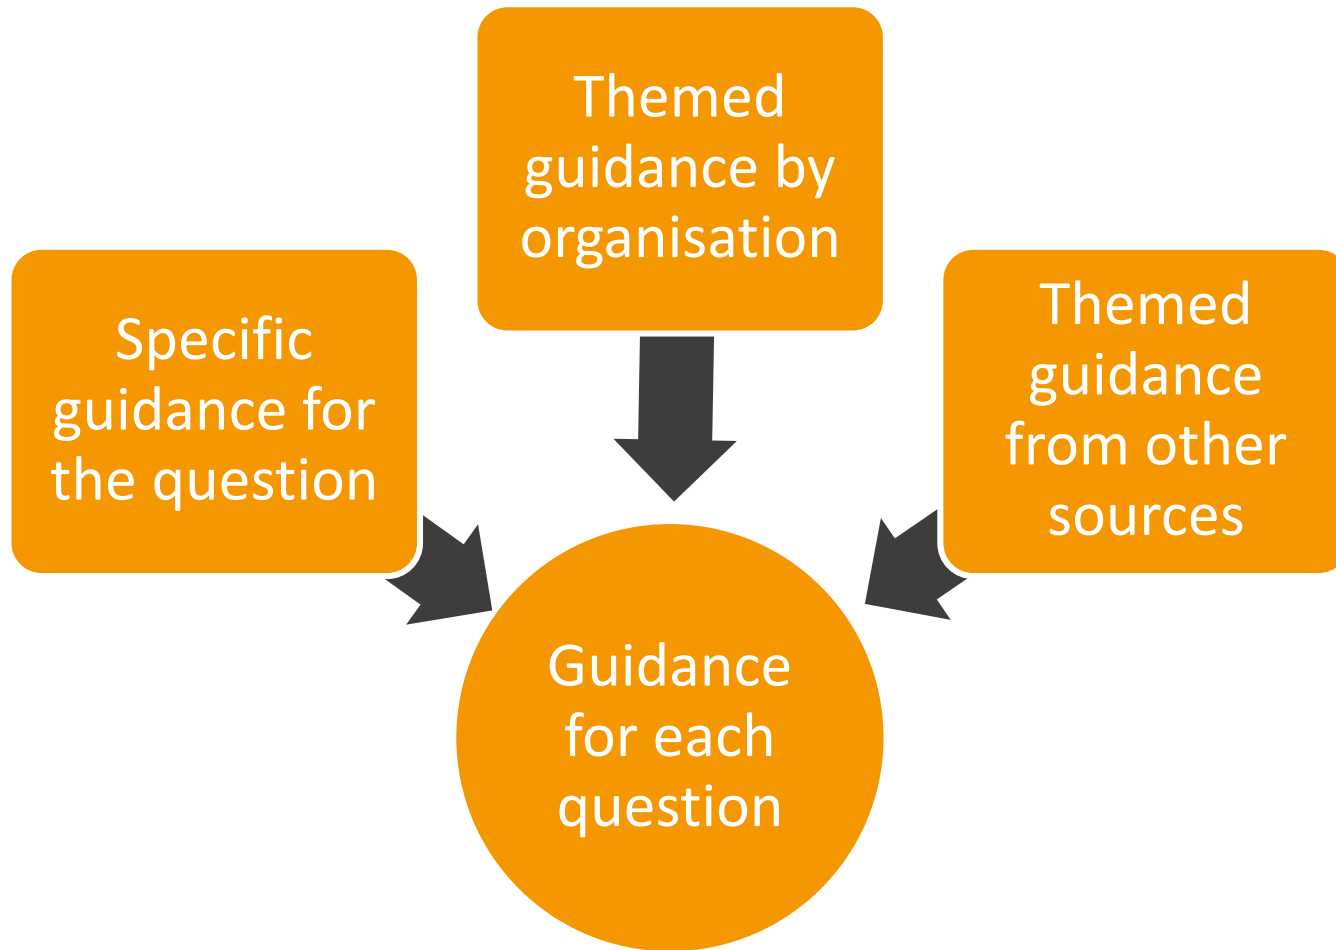 Themed
guidance by
organisation
Specific
guidance for
the question
Themed
guidance
from other
sources
Guidance
for each
question